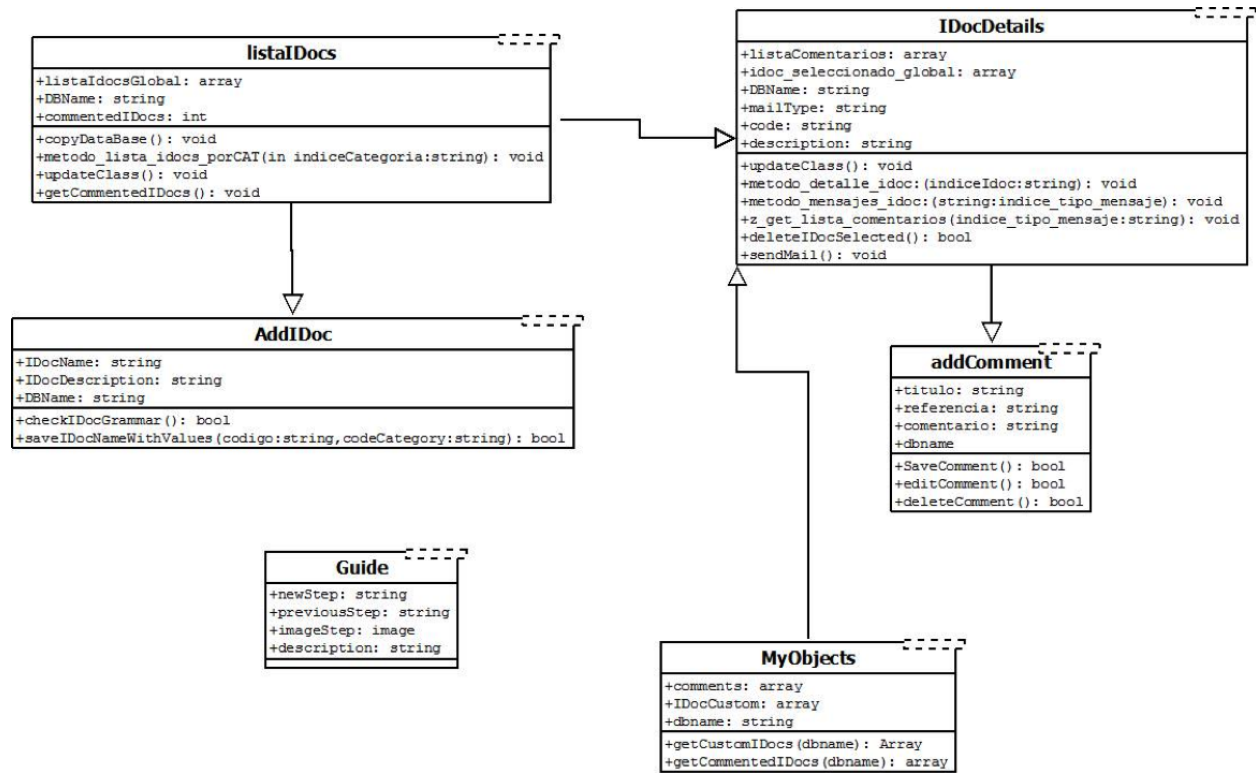 listaIDocs
+listaIdocsGlobal: array
+DBName: string
+commentedIDocs: int
+copyDataBase(): void
+metodo_lista_idocs_porCAT(in indiceCategoria:string): void
+updateClass(): void
+getCommentedIDocs(): void
IDocDetails
+listaComentarios: array
+idoc_seleccionado_global: array
+DBName: string
+mailType: string
+code: string
+description: string
+updateClass(): void
+metodo_detalle_idoc:(indiceIdoc:string): void
+metodo_mensajes_idoc:(string:indice_tipo_mensaje): void
+z_get_lista_comentarios(indice_tipo_mensaje:string): void
+deleteIDocSelected(): bool
+sendMail(): void
AddIDoc
+IDocName: string
+IDocDescription: string
+DBName: string
+checkIDocGrammar(): bool
+saveIDocNameWithValues(codigo:string,codeCategory:string): bool
addComment
+titulo: string
+referencia: string
+comentario: string
+dbname
+SaveComment(): bool
+editComment(): bool
+deleteComment(): bool
Guide
+newStep: string
+previousStep: string
+imageStep: image
+description: string
MyObjects
+comments: array
+IDocCustom: array
+dbname: string
+getCustomIDocs(dbname): Array
+getCommentedIDocs(dbname): array